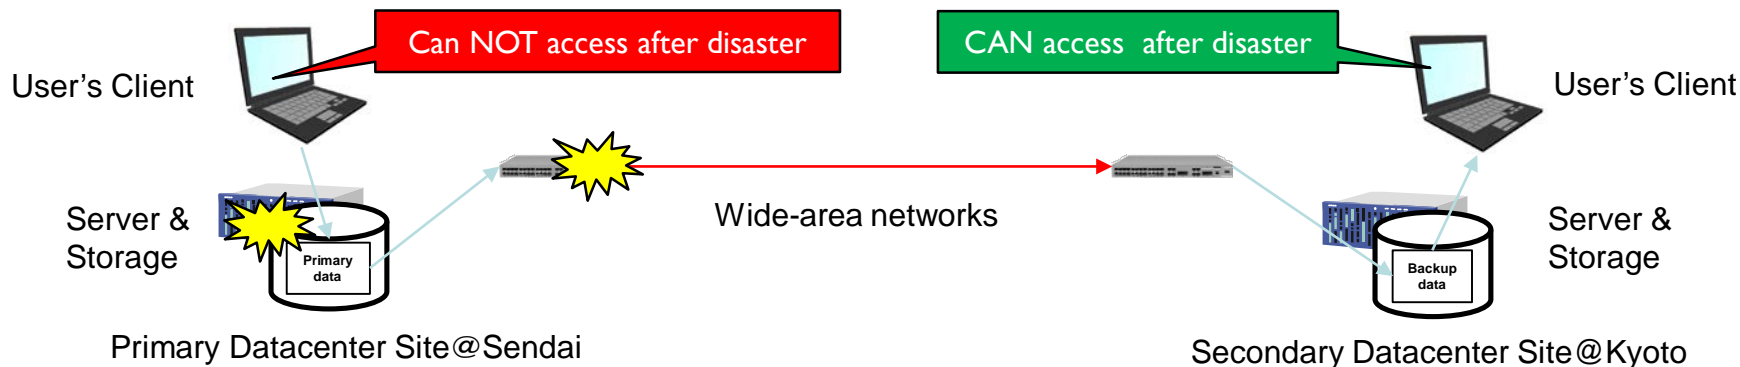 Can NOT access after disaster
CAN access  after disaster
User's Client
User's Client
Server &
Storage
Primary
data
Wide-area networks
Server &
Storage
Backup
data
Primary Datacenter Site@Sendai
Secondary Datacenter Site@Kyoto